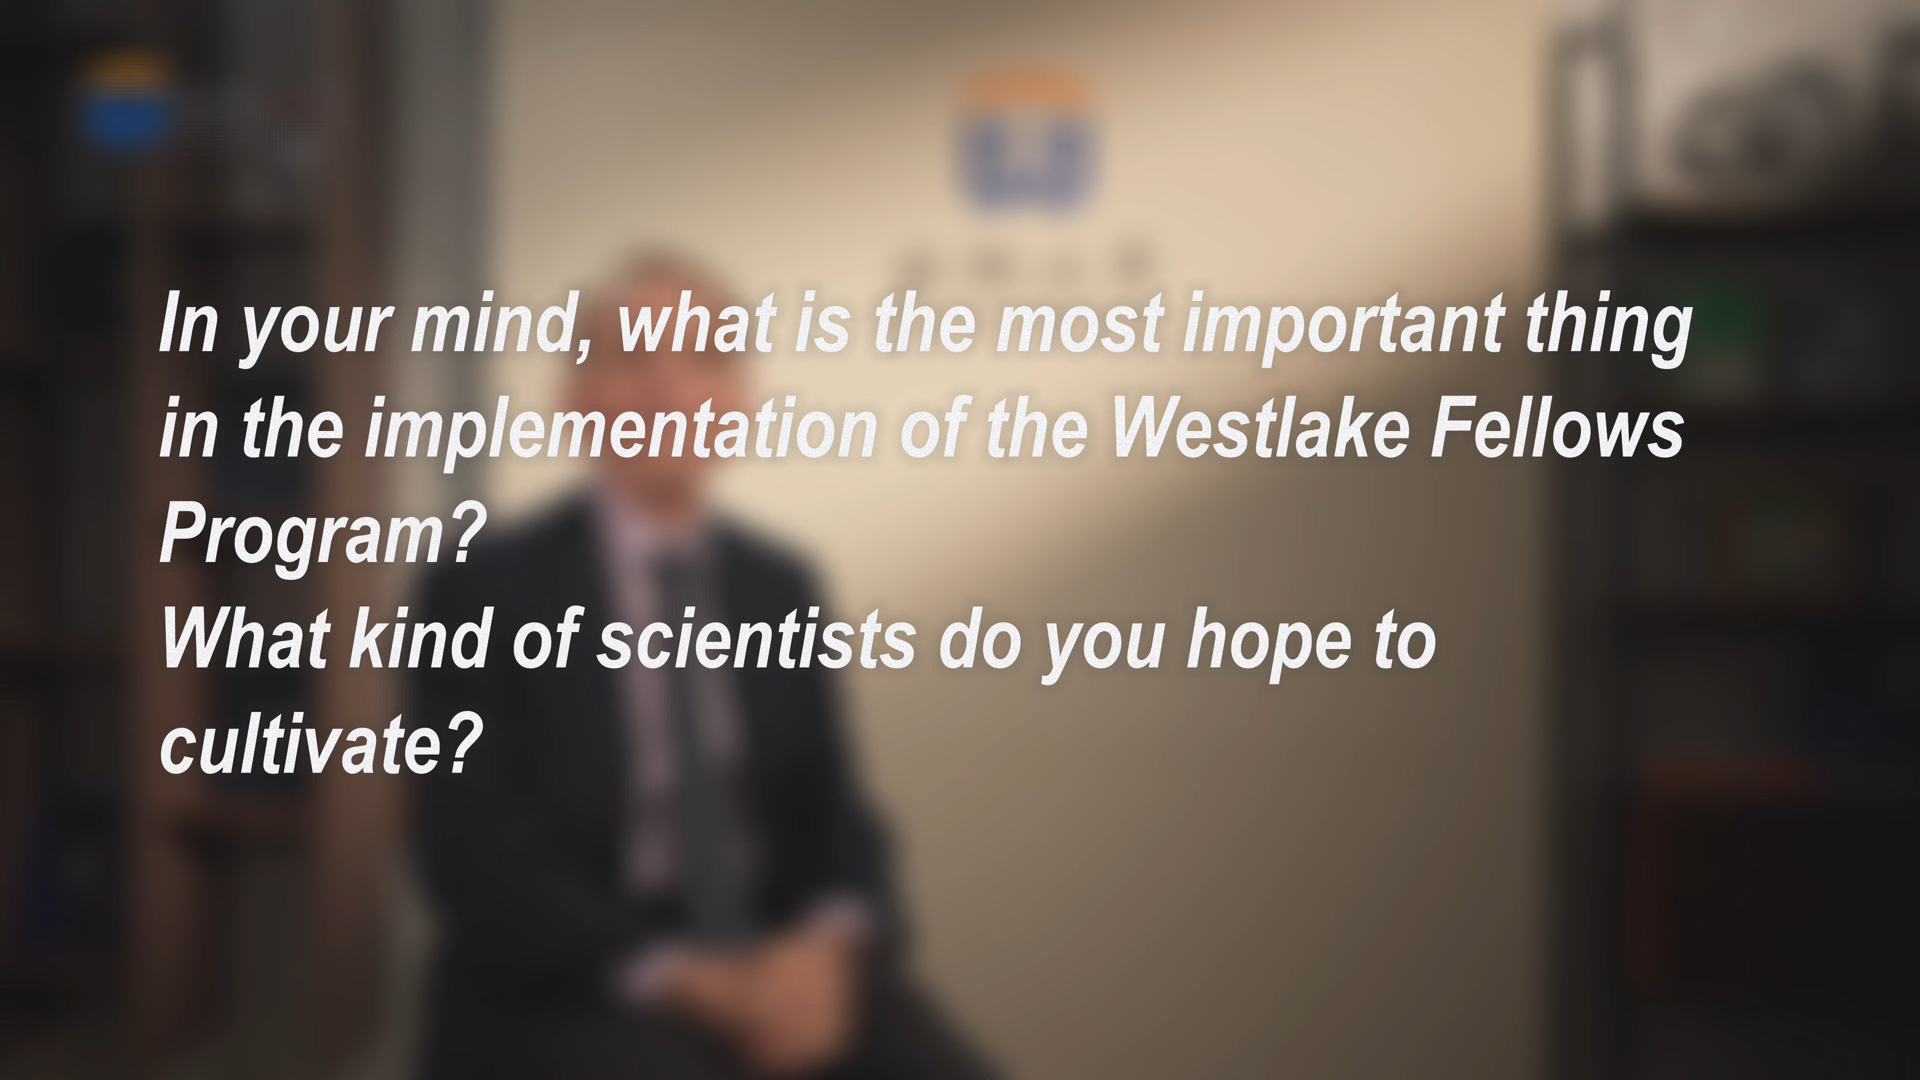 In your mind, what is the most important thing
in the implementation of the Westlake Fellows
Program?
What kind of scientists do you hope to
cultivate?